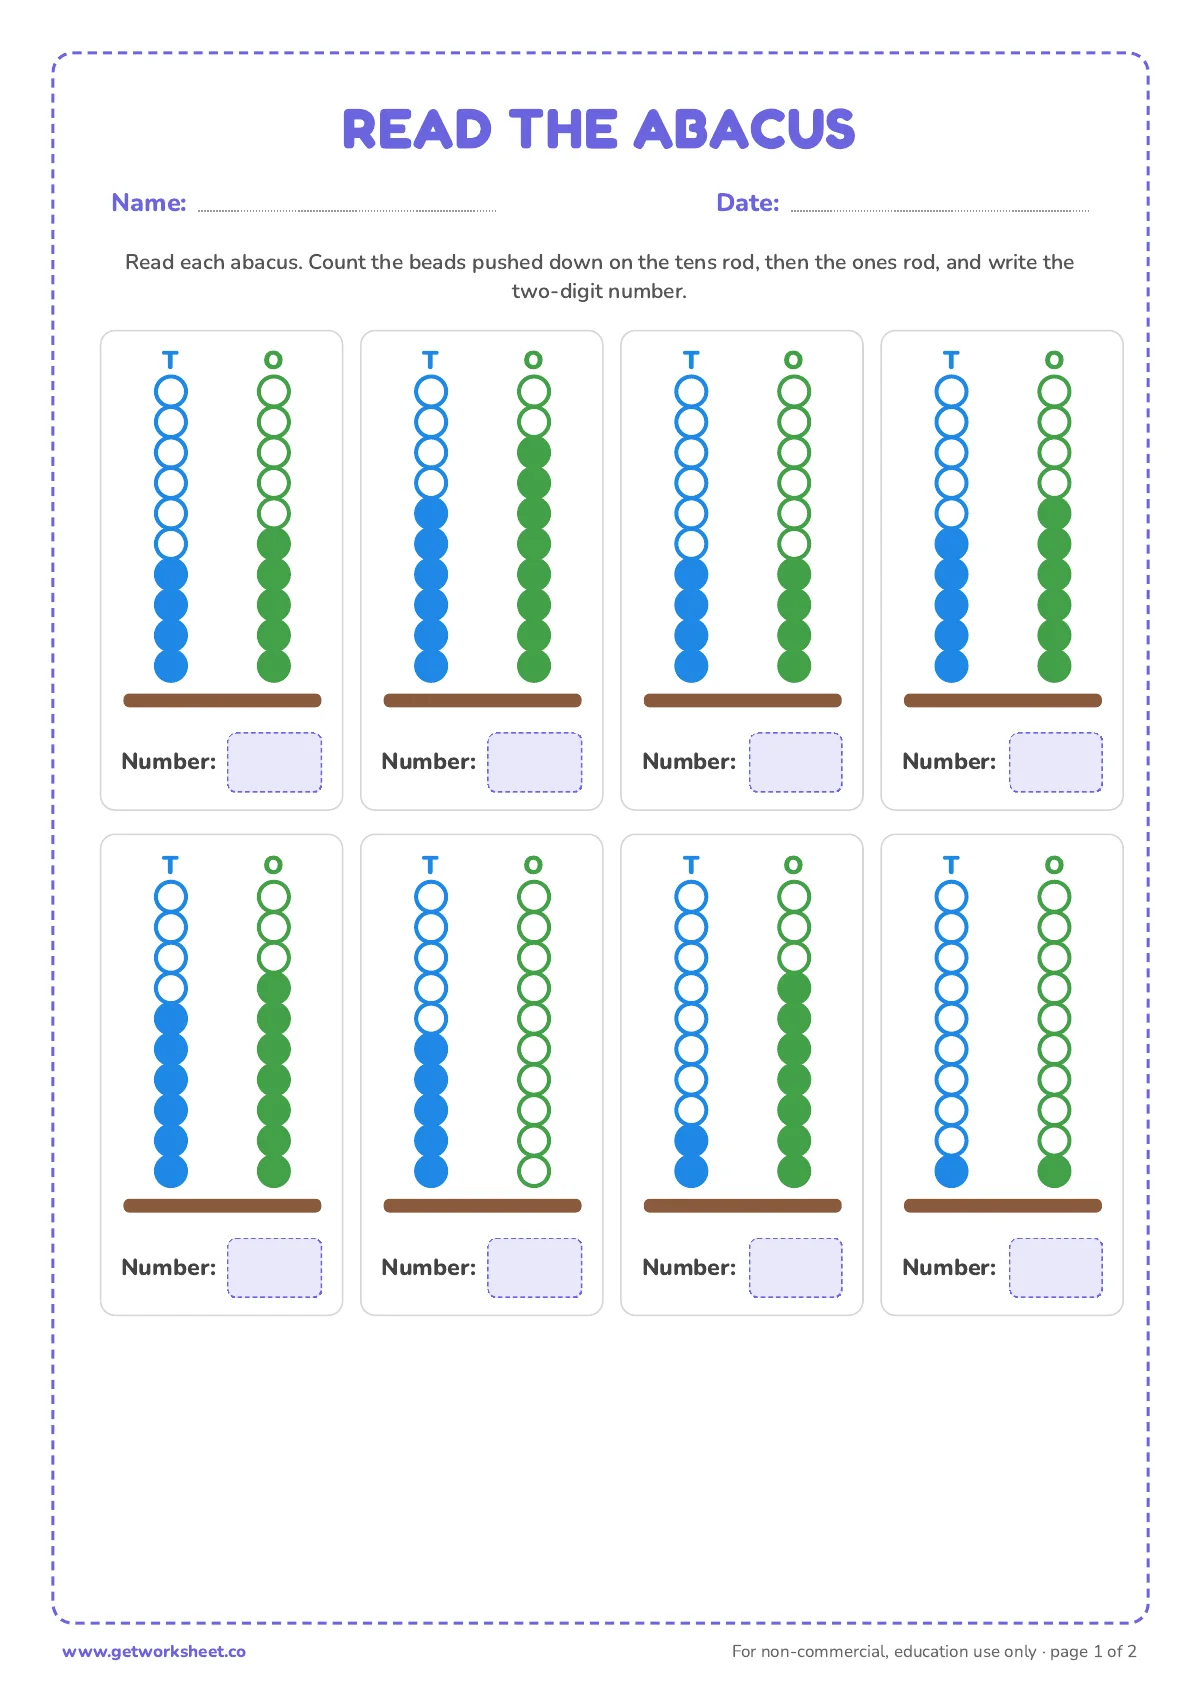 READ THE ABACUS
Name:
Date:
Read each abacus. Count the beads pushed down on the tens rod, then the ones rod, and write the
two-digit number.
T O T O T O T O
Number: Number: Number: Number:
T O T O T O T O
Number: Number: Number: Number:
www.getworksheet.co
For non-commercial, education use only · page 1 of 2